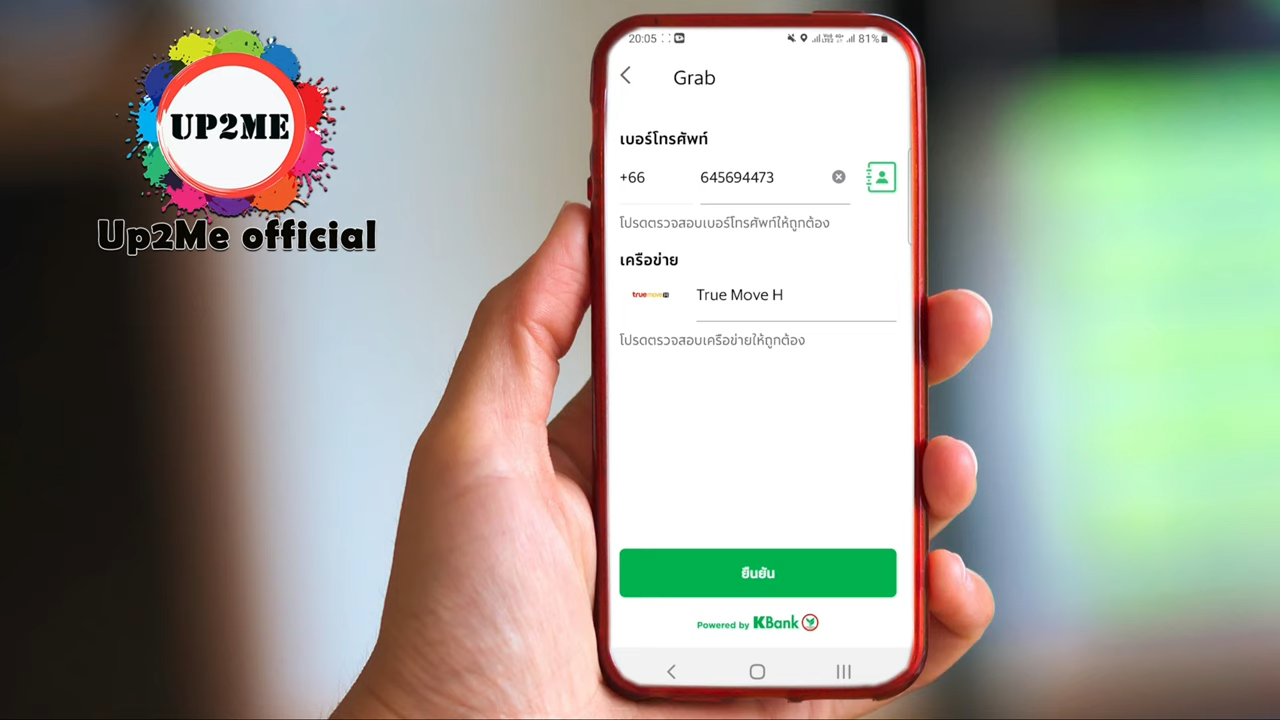 UP2ME
Up2Me official
20:05
81%
Grab
เบอร์โทรศัพท์
+66 645694473
โปรดตรวจสอบเบอร์โทรศัพท์ให้ถูกต้อง
เครือข่าย
truemove H True Move H
โปรดตรวจสอบเครือข่ายให้ถูกต้อง
ยืนยัน
Powered by KBank